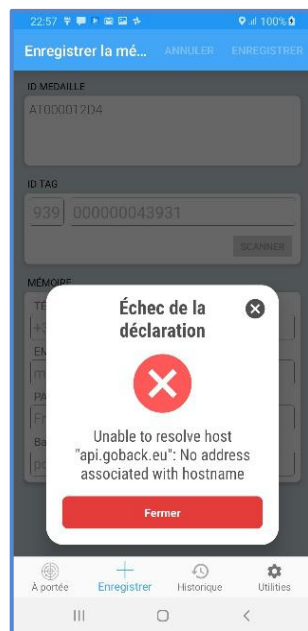 22:57
100%
Enregistrer la mé... ANNULER ENREGISTRER
ID MEDAILLE
AT000012D4
ID TAG
939 000000043931
SCANNER
MÉMOIRE
Échec de la
déclaration
Unable to resolve host
"api.goback.eu": No address
associated with hostname
Fermer
À portée Enregistrer Historique Utilities